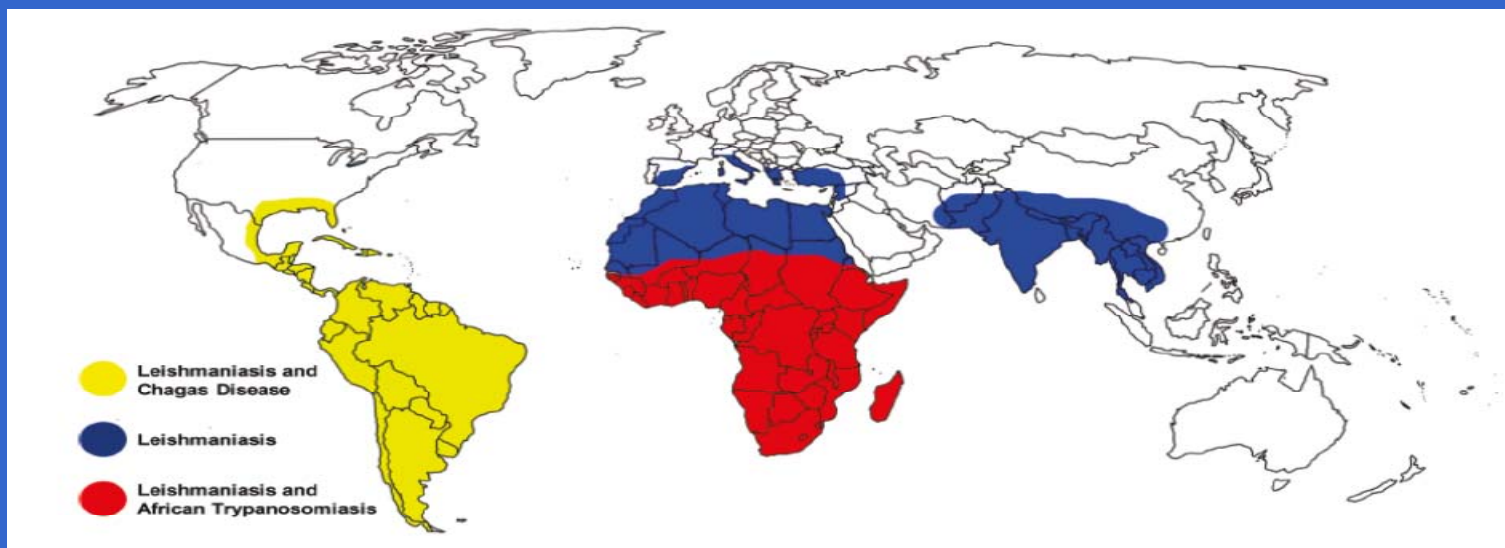 Leishmaniasis and
Chagas Disease
Leishmaniasis
Leishmaniasis and
African Trypanosomiasis